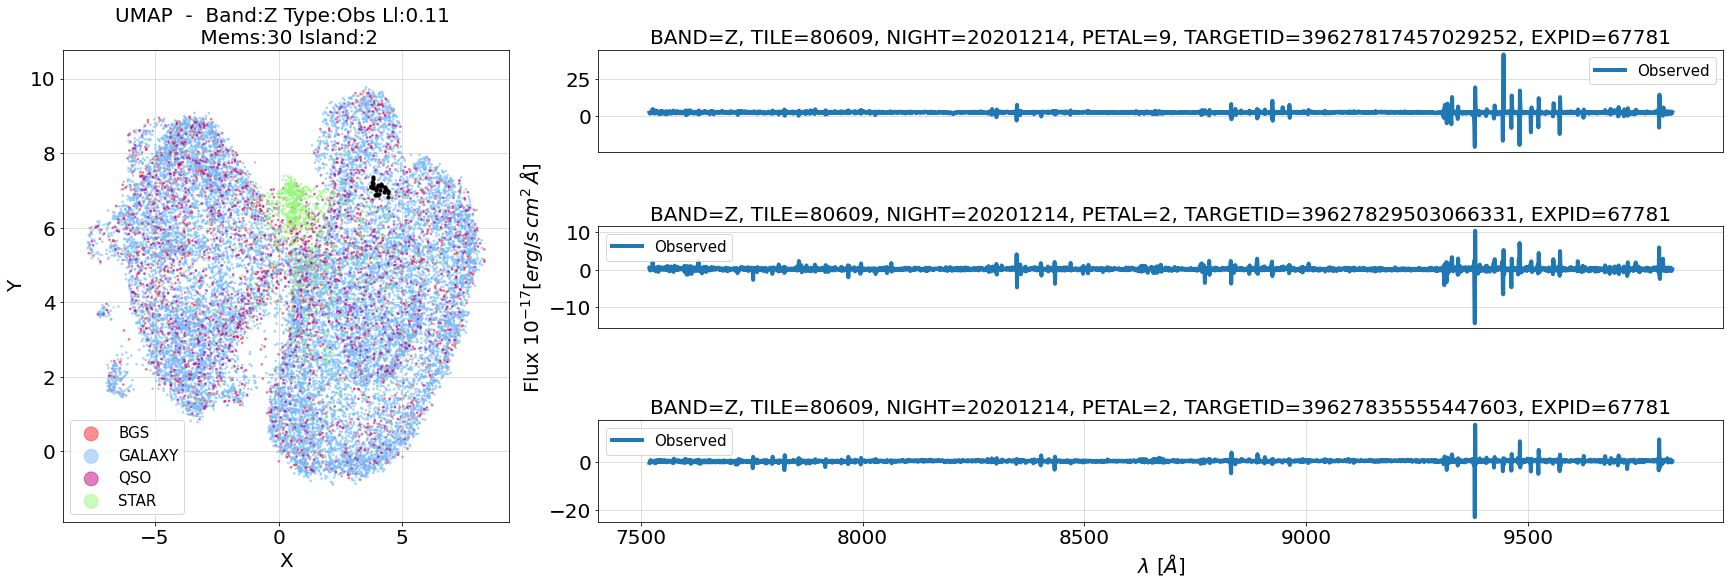 UMAP  -  Band:Z Type:Obs Ll:0.11
Mems:30 Island:2
Y
10
8
6
4
2
0
BGS
GALAXY
QSO
STAR
−5
0
5
X
Flux 10−17[erg/s cm2 Å]
BAND=Z, TILE=80609, NIGHT=20201214, PETAL=9, TARGETID=39627817457029252, EXPID=67781
25
0
Observed
BAND=Z, TILE=80609, NIGHT=20201214, PETAL=2, TARGETID=39627829503066331, EXPID=67781
10
0
−10
Observed
BAND=Z, TILE=80609, NIGHT=20201214, PETAL=2, TARGETID=39627835555447603, EXPID=67781
0
−20
Observed
7500
8000
8500
9000
9500
λ [Å]